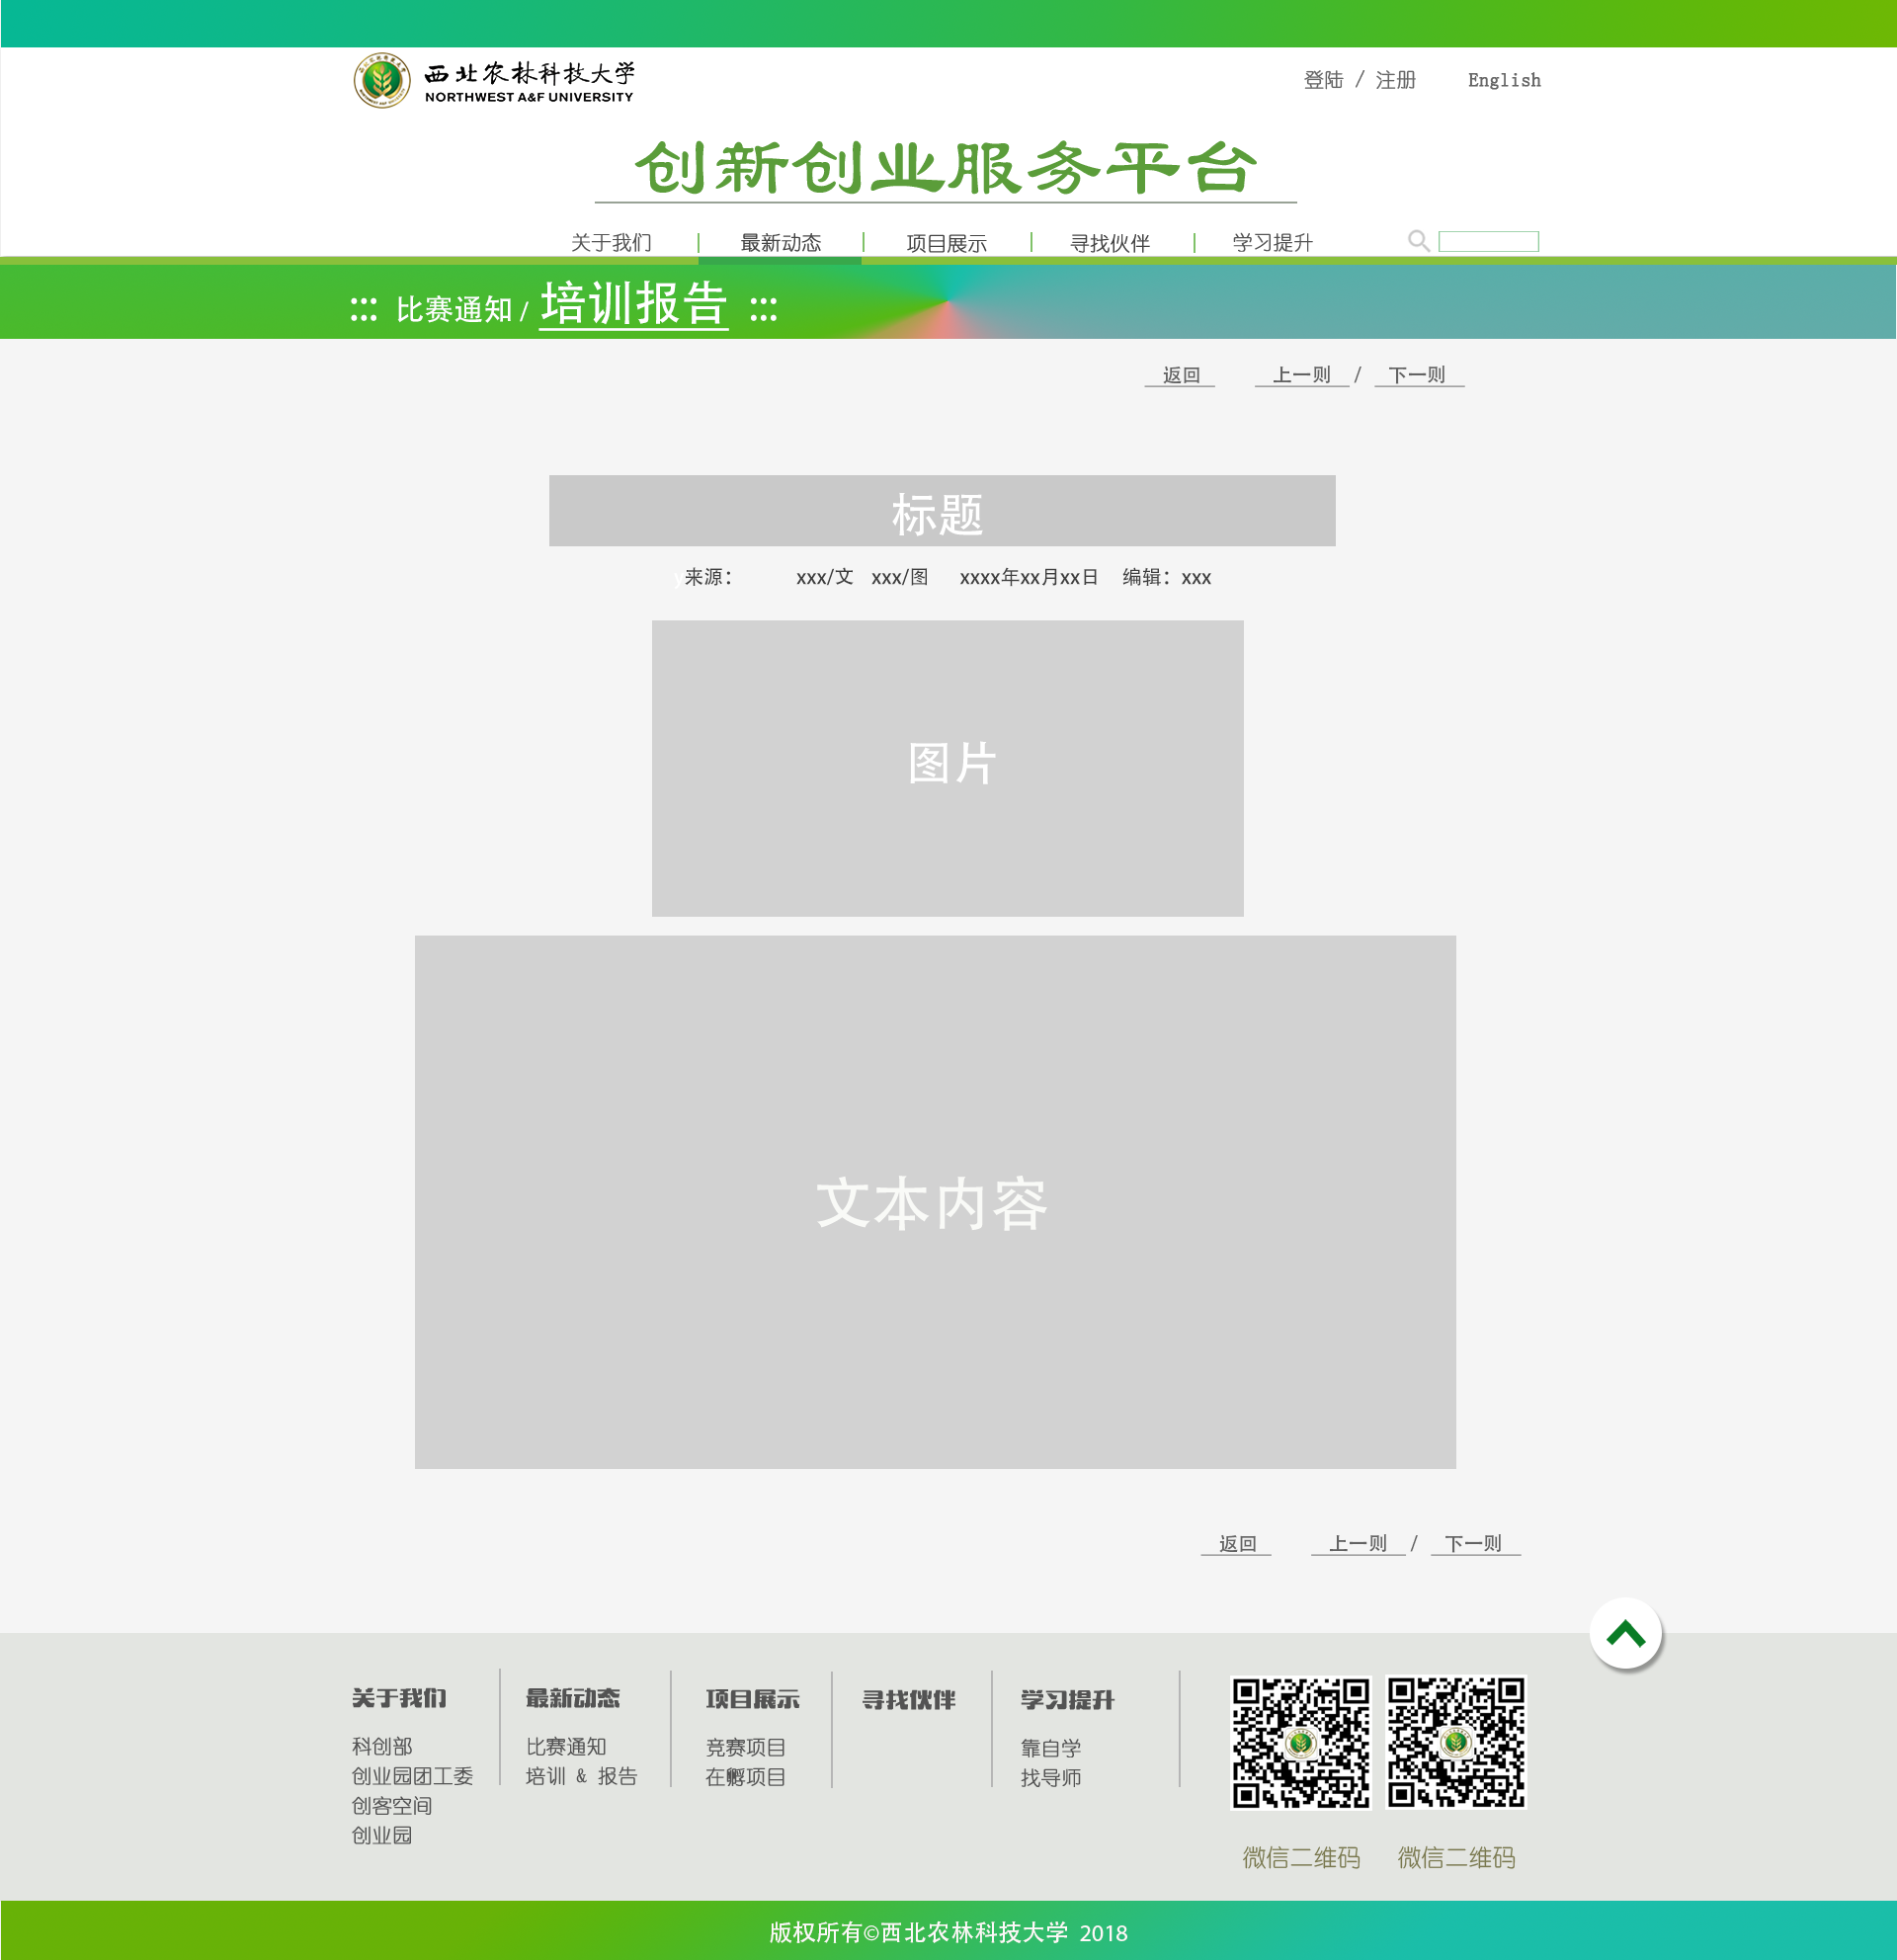 西北农林科技大学
NORTHWEST A&F UNIVERSITY
登陆 / 注册 English
创新创业服务平台
关于我们 最新动态 项目展示 寻找伙伴 学习提升
比赛通知 / 培训报告
返回 上一则 / 下一则
标题
来源： xxx/文 xxx/图 xxxx年xx月xx日 编辑：xxx
图片
文本内容
返回 上一则 / 下一则
关于我们
科创部
创业园团工委
创客空间
创业园
最新动态
比赛通知
培训 & 报告
项目展示
竞赛项目
在孵项目
寻找伙伴
学习提升
靠自学
找导师
微信二维码 微信二维码
版权所有©西北农林科技大学 2018